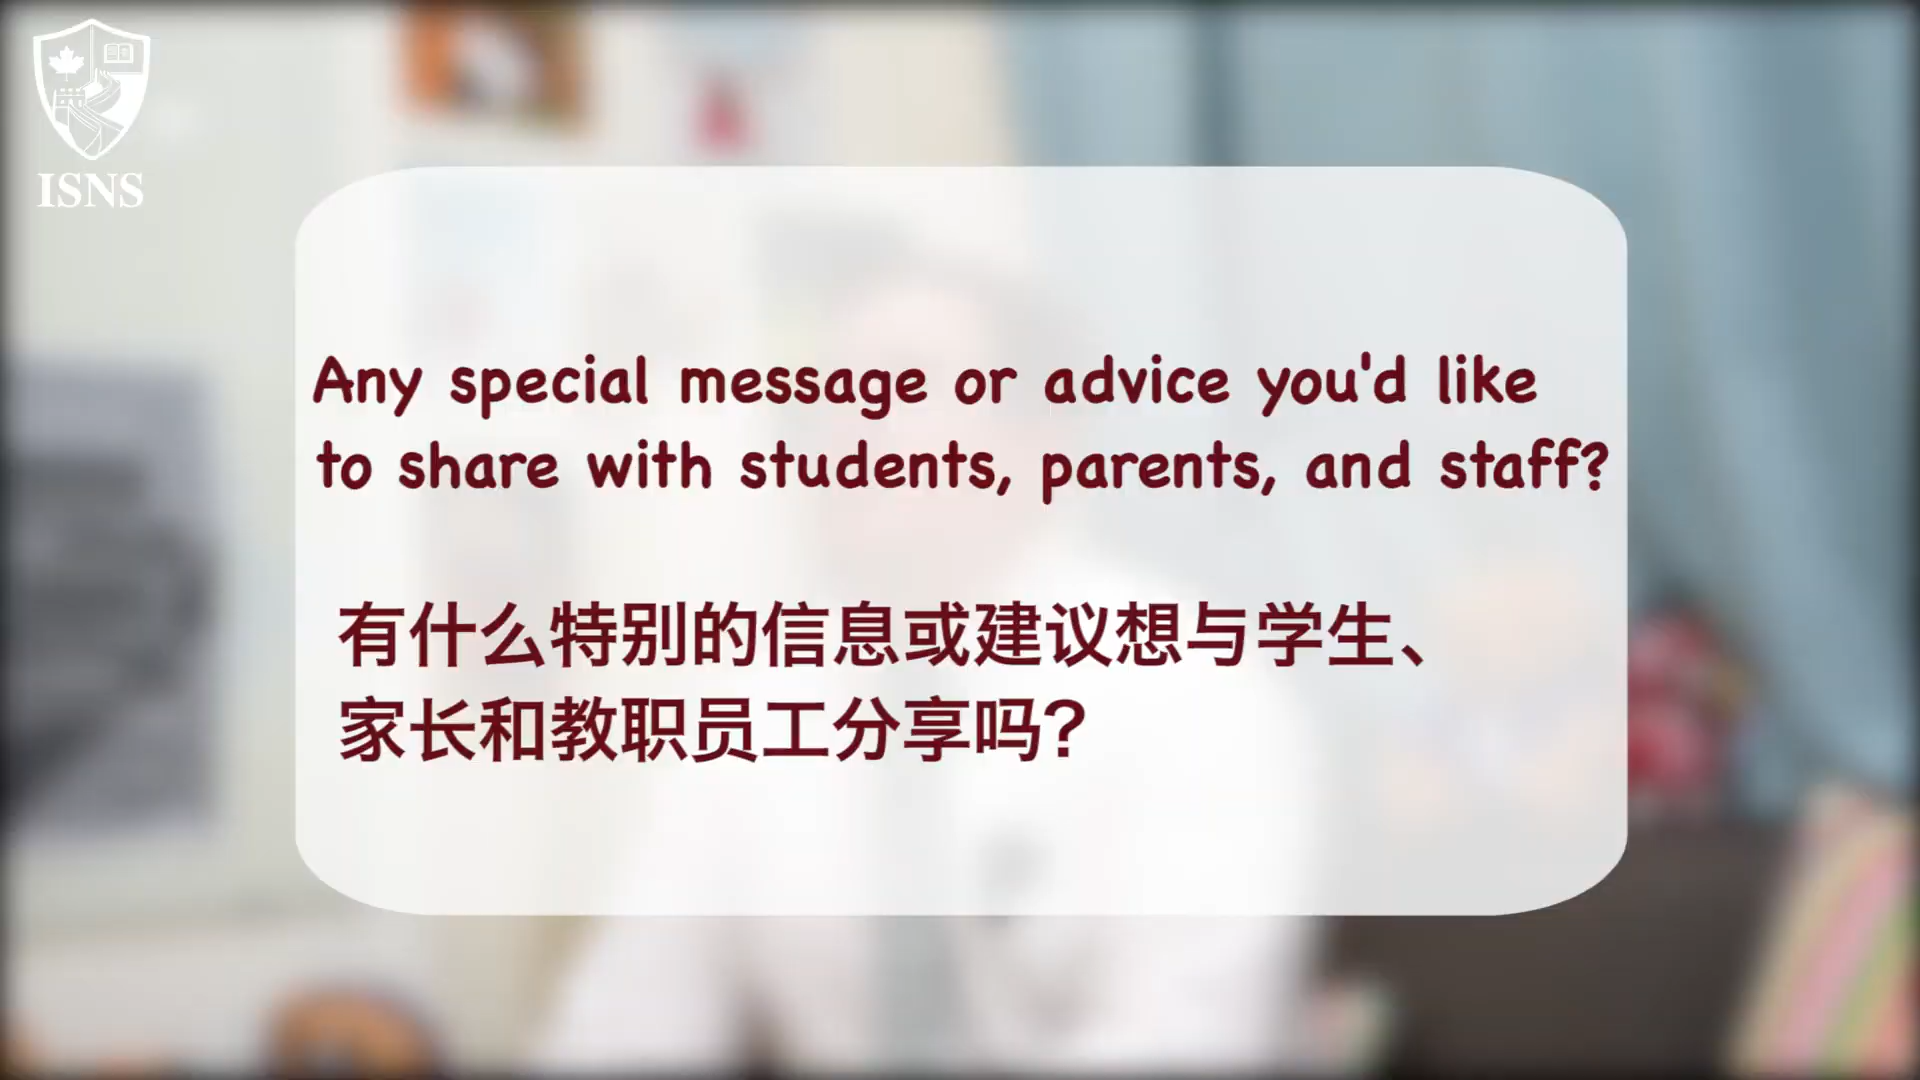 ISNS
Any special message or advice you'd like
to share with students, parents, and staff?
有什么特别的信息或建议想与学生、
家长和教职员工分享吗？